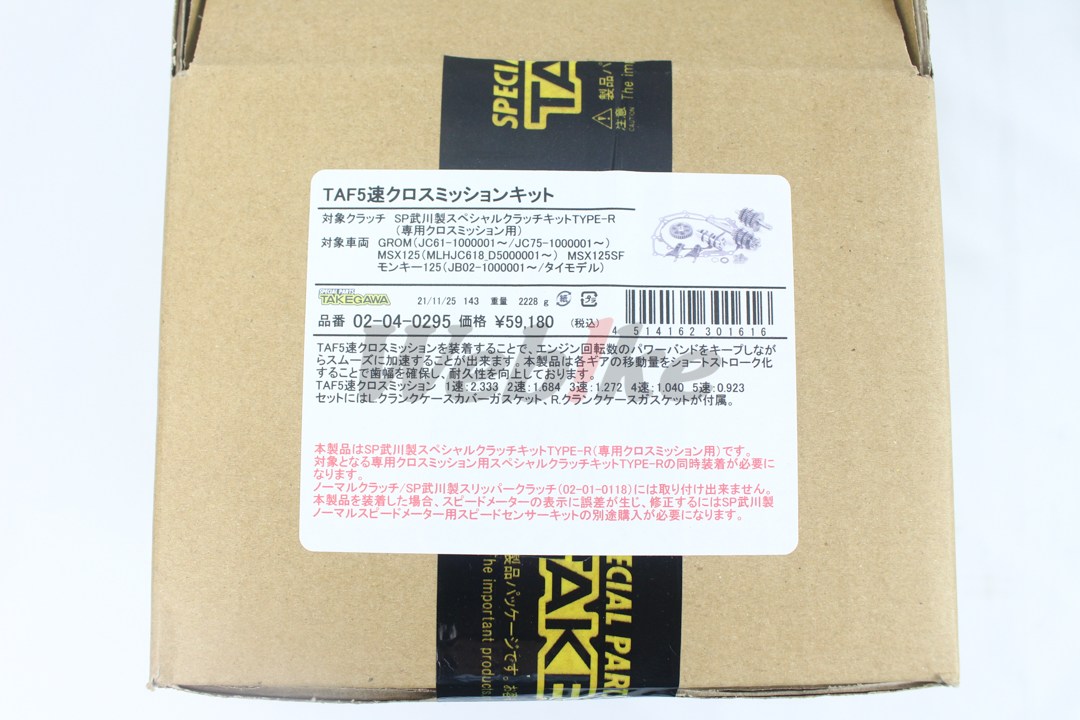 SPECIAL
TA
製品パ
The im
注意
CAUTION
TAF5速クロスミッションキット
対象クラッチ SP武川製スペシャルクラッチキットTYPE-R
(専用クロスミッション用)
対象車両 GROM(JC61-1000001~/JC75-1000001~)
MSX125(MLHJC618_D5000001~) MSX125SF
モンキー125(JB02-1000001~/タイモデル)
SPECIAL PARTS
TAKEGAWA
21/11/25 143 重量 2228 g 紙 ダンボール
品番 02-04-0295 価格 ¥59,180 (税込)
4 514162 301616
Webike
TAF5速クロスミッションを装着することで、エンジン回転数のパワーバンドをキープしなが
らスムーズに加速することが出来ます。本製品は各ギアの移動量をショートストローク化
することで歯幅を確保し、耐久性を向上しております。
TAF5速クロスミッション 1速:2.333 2速:1.684 3速:1.272 4速:1.040 5速:0.923
セットにはL.クランクケースカバーガスケット、R.クランクケースガスケットが付属。
本製品はSP武川製スペシャルクラッチキットTYPE-R(専用クロスミッション用)です。
対象となる専用クロスミッション用スペシャルクラッチキットTYPE-Rの同時装着が必要に
なります。
ノーマルクラッチ/SP武川製スリッパークラッチ(02-01-0118)には取り付け出来ません。
本製品を装着した場合、スピードメーターの表示に誤差が生じ、修正するにはSP武川製
ノーマルスピードメーター用スピードセンサーキットの別途購入が必要になります。
ECIAL PAR
TAKE
製品パッケージです。お
he important products.